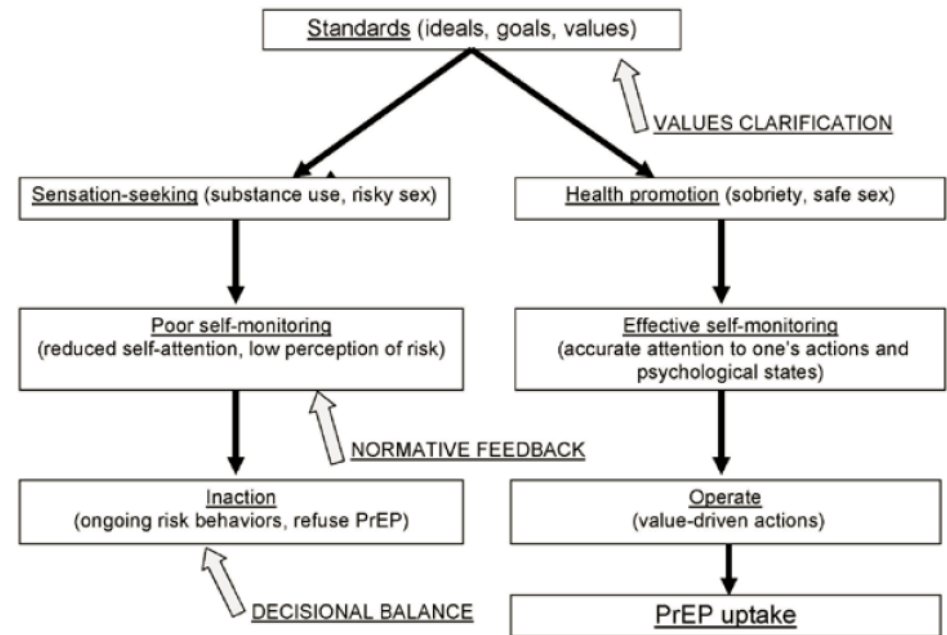 Standards (ideals, goals, values)
VALUES CLARIFICATION
Sensation-seeking (substance use, risky sex)
Health promotion (sobriety, safe sex)
Poor self-monitoring
(reduced self-attention, low perception of risk)
Effective self-monitoring
(accurate attention to one's actions and
psychological states)
NORMATIVE FEEDBACK
Inaction
(ongoing risk behaviors, refuse PrEP)
Operate
(value-driven actions)
DECISIONAL BALANCE
PrEP uptake